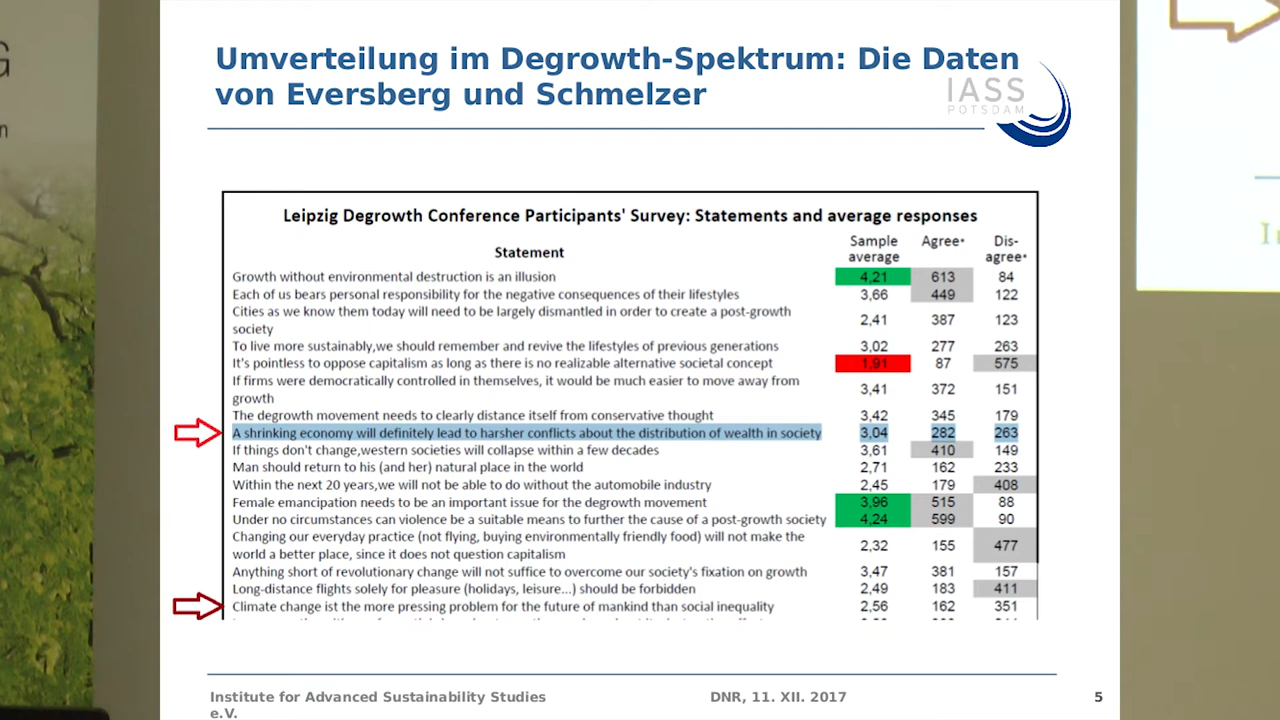 G
n
Umverteilung im Degrowth-Spektrum: Die Daten
von Eversberg und Schmelzer
IASS
POTSDAM
Leipzig Degrowth Conference Participants' Survey: Statements and average responses
Statement Sample average Agree* Dis-agree*
Growth without environmental destruction is an illusion 4,21 613 84
Each of us bears personal responsibility for the negative consequences of their lifestyles 3,66 449 122
Cities as we know them today will need to be largely dismantled in order to create a post-growth
society 2,41 387 123
To live more sustainably,we should remember and revive the lifestyles of previous generations 3,02 277 263
It's pointless to oppose capitalism as long as there is no realizable alternative societal concept 1,91 87 575
If firms were democratically controlled in themselves, it would be much easier to move away from
growth 3,41 372 151
The degrowth movement needs to clearly distance itself from conservative thought 3,42 345 179
A shrinking economy will definitely lead to harsher conflicts about the distribution of wealth in society 3,04 282 263
If things don't change,western societies will collapse within a few decades 3,61 410 149
Man should return to his (and her) natural place in the world 2,71 162 233
Within the next 20 years,we will not be able to do without the automobile industry 2,45 179 408
Female emancipation needs to be an important issue for the degrowth movement 3,96 515 88
Under no circumstances can violence be a suitable means to further the cause of a post-growth society 4,24 599 90
Changing our everyday practice (not flying, buying environmentally friendly food) will not make the
world a better place, since it does not question capitalism 2,32 155 477
Anything short of revolutionary change will not suffice to overcome our society's fixation on growth 3,47 381 157
Long-distance flights solely for pleasure (holidays, leisure...) should be forbidden 2,49 183 411
Climate change ist the more pressing problem for the future of mankind than social inequality 2,56 162 351
Institute for Advanced Sustainability Studies
e.V.
DNR, 11. XII. 2017
5